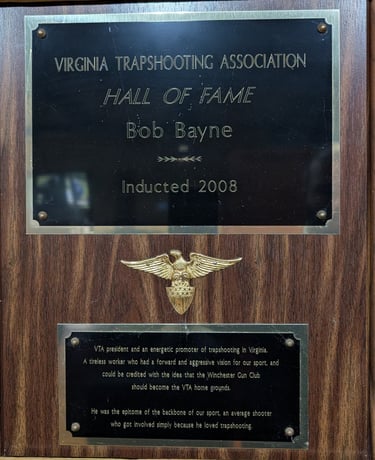 VIRGINIA TRAPSHOOTING ASSOCIATION
HALL OF FAME
Bob Bayne
Inducted 2008
VTA president and an energetic promoter of trapshooting in Virginia.
A tireless worker who had a forward and aggressive vision for our sport, and
could be credited with the idea that the Winchester Gun Club
should become the VTA home grounds.
He was the epitome of the backbone of our sport, an average shooter
who got involved simply because he loved trapshooting.